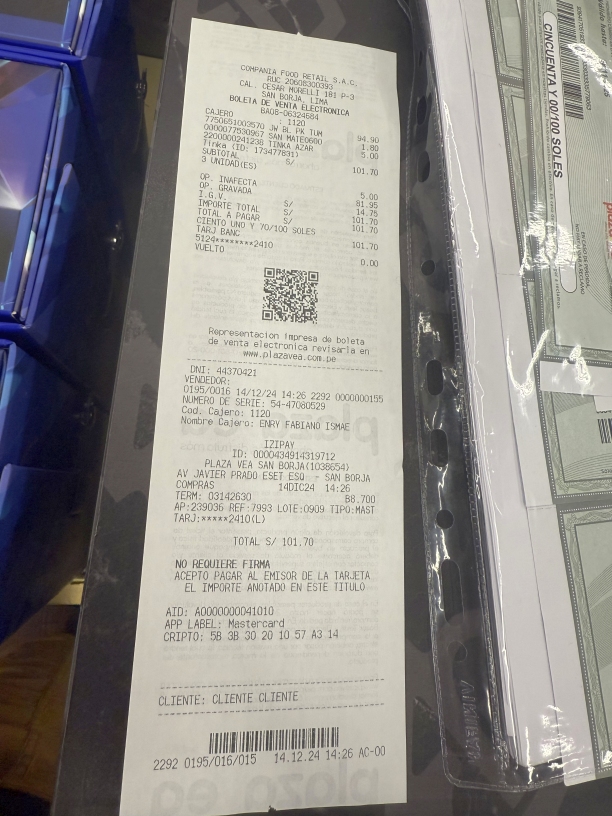 COMPANIA FOOD RETAIL S.A.C.
RUC 20608300393
CAL. CESAR MORELLI 181 P-3
SAN BORJA, LIMA
BOLETA DE VENTA ELECTRONICA
BA08-06324684
CAJERO : 1120
7750651003570 JW BL PK TUM 94.90
0000077530967 SAN MATEO600 1.80
2200000241238 TINKA AZAR 5.00
Tinka (ID: 173477831)
SUBTOTAL S/ 101.70
3 UNIDAD(ES)
OP. INAFECTA 5.00
OP. GRAVADA S/ 81.95
I.G.V. S/ 14.75
IMPORTE TOTAL S/ 101.70
TOTAL A PAGAR S/ 101.70
CIENTO UNO Y 70/100 SOLES
TARJ BANC 101.70
5124********2410
VUELTO 0.00
Representacion impresa de boleta
de venta electronica revisarla en
www.plazavea.com.pe
DNI: 44370421
VENDEDOR:
0195/0016 14/12/24 14:26 2292 0000000155
NUMERO DE SERIE: 54-47080529
Cod. Cajero: 1120
Nombre Cajero: ENRY FABIANO ISMAE
IZIPAY
ID: 0000434914319712
PLAZA VEA SAN BORJA(1038654)
AV JAVIER PRADO ESET ESQ - SAN BORJA
COMPRAS 14DIC24 14:26
TERM: 03142630 B8.700
AP:239036 REF:7993 LOTE:0909 TIPO:MAST
TARJ:*****2410(L)
TOTAL S/ 101.70
NO REQUIERE FIRMA
ACEPTO PAGAR AL EMISOR DE LA TARJETA
EL IMPORTE ANOTADO EN ESTE TITULO
AID: A0000000041010
APP LABEL: Mastercard
CRIPTO: 5B 3B 30 20 10 57 A3 14
CLIENTE: CLIENTE CLIENTE
2292 0195/016/015 14.12.24 14:26 AC-00
CINCUENTA Y 00/100 SOLES